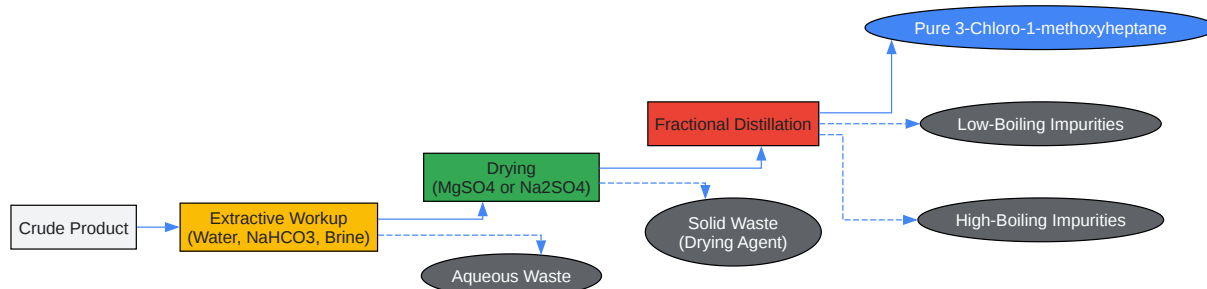 Pure 3-Chloro-1-methoxyheptane
Fractional Distillation
Low-Boiling Impurities
Drying
(MgSO4 or Na2SO4)
Extractive Workup
(Water, NaHCO3, Brine)
Crude Product
Solid Waste
(Drying Agent)
High-Boiling Impurities
Aqueous Waste